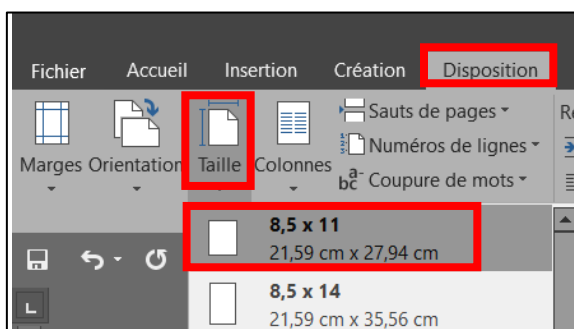 Fichier Accueil Insertion Création Disposition
Sauts de pages
Numéros de lignes
Marges Orientation Taille Colonnes
bc Coupure de mots
8,5 x 11
21,59 cm x 27,94 cm
8,5 x 14
21,59 cm x 35,56 cm
L